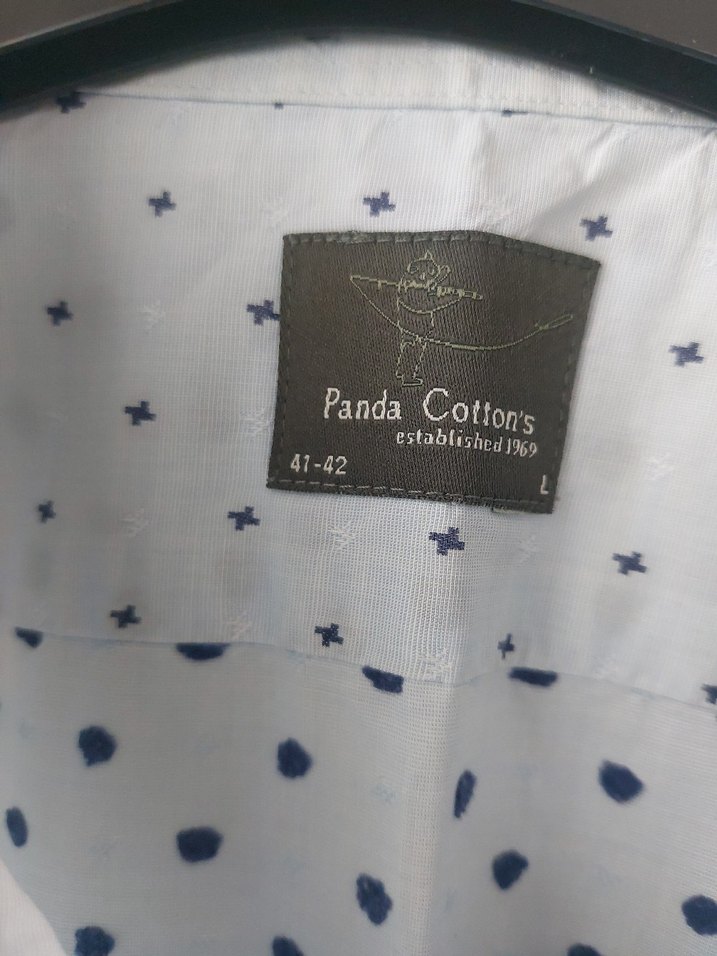 Panda Cotton's
established 1969
41-42 L